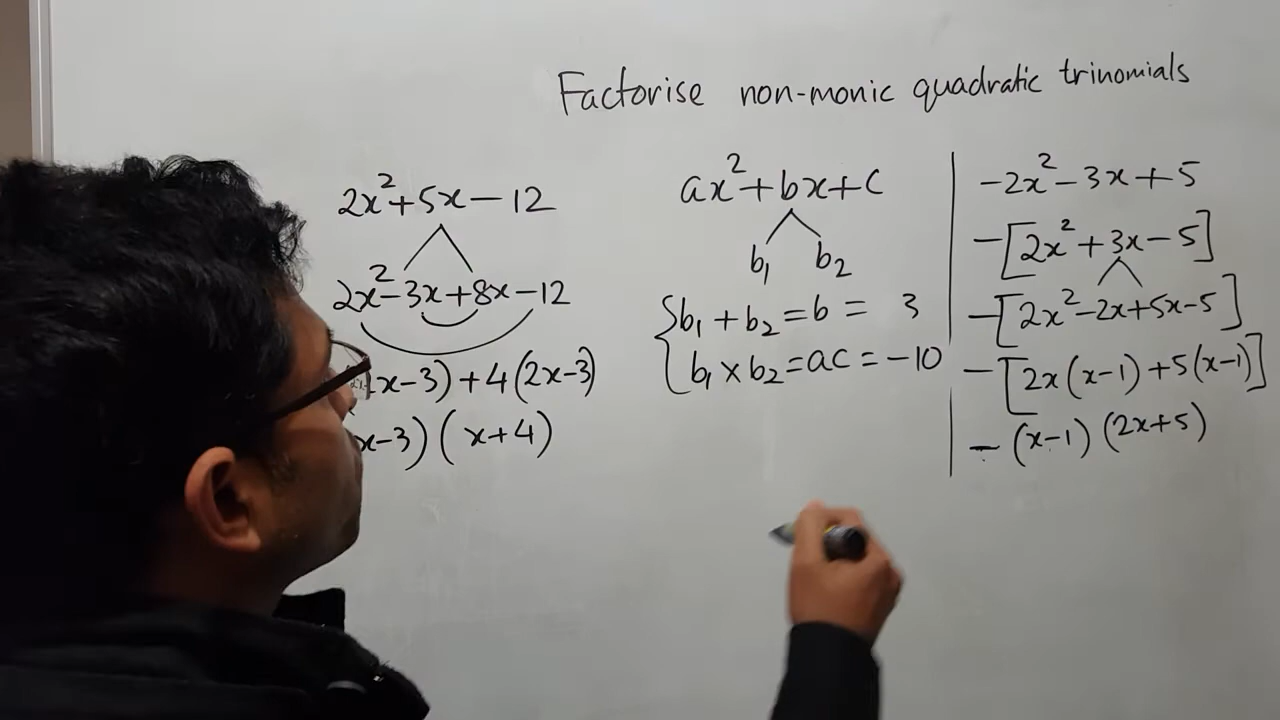 Factorise non-monic quadratic trinomials
2x²+5x-12
2x²-3x+8x-12
x-3)+4(2x-3)
x-3)(x+4)
ax²+bx+c
b₁ b₂
{b₁+b₂=b= 3
b₁×b₂=ac=-10
-2x²-3x+5
-[2x²+3x-5]
-[2x²-2x+5x-5]
-[2x(x-1)+5(x-1)]
-(x-1)(2x+5)